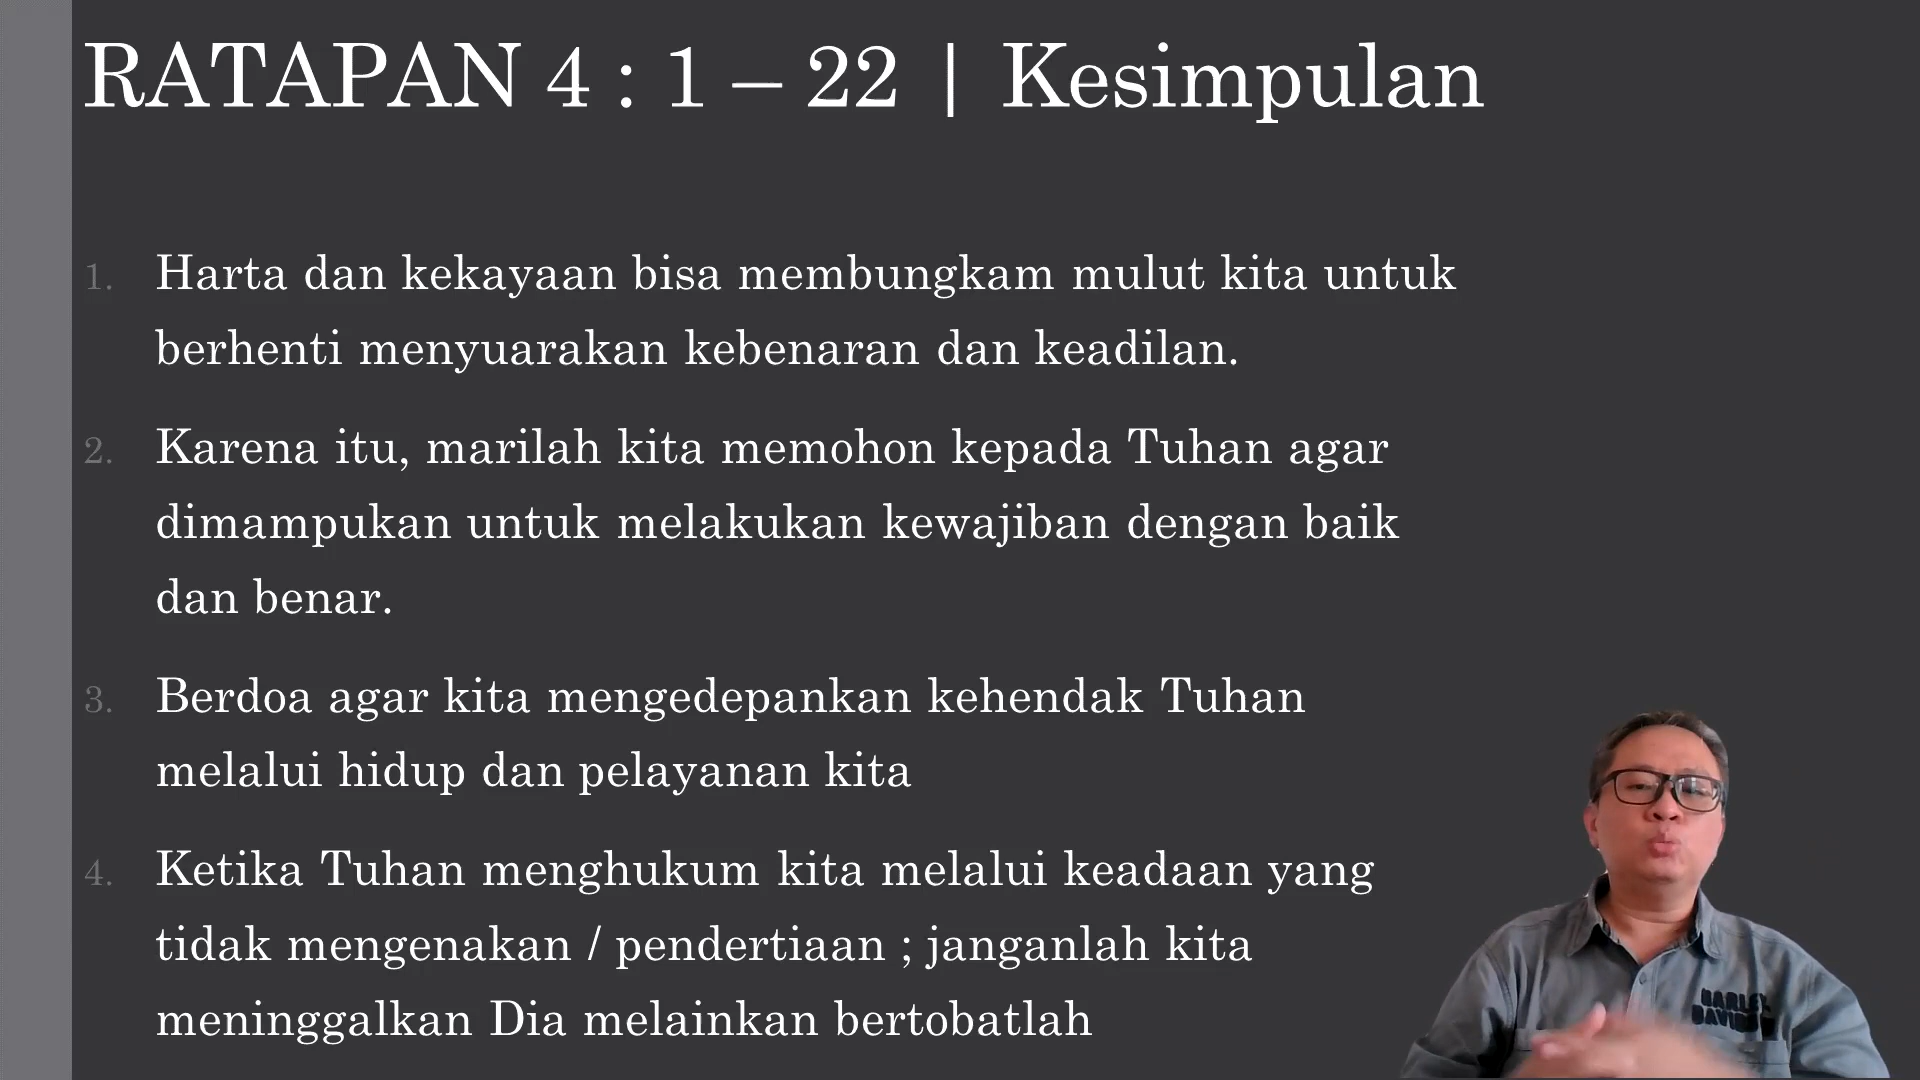 RATAPAN 4 : 1 – 22 | Kesimpulan
1. Harta dan kekayaan bisa membungkam mulut kita untuk
berhenti menyuarakan kebenaran dan keadilan.
2. Karena itu, marilah kita memohon kepada Tuhan agar
dimampukan untuk melakukan kewajiban dengan baik
dan benar.
3. Berdoa agar kita mengedepankan kehendak Tuhan
melalui hidup dan pelayanan kita
4. Ketika Tuhan menghukum kita melalui keadaan yang
tidak mengenakan / pendertiaan ; janganlah kita
meninggalkan Dia melainkan bertobatlah